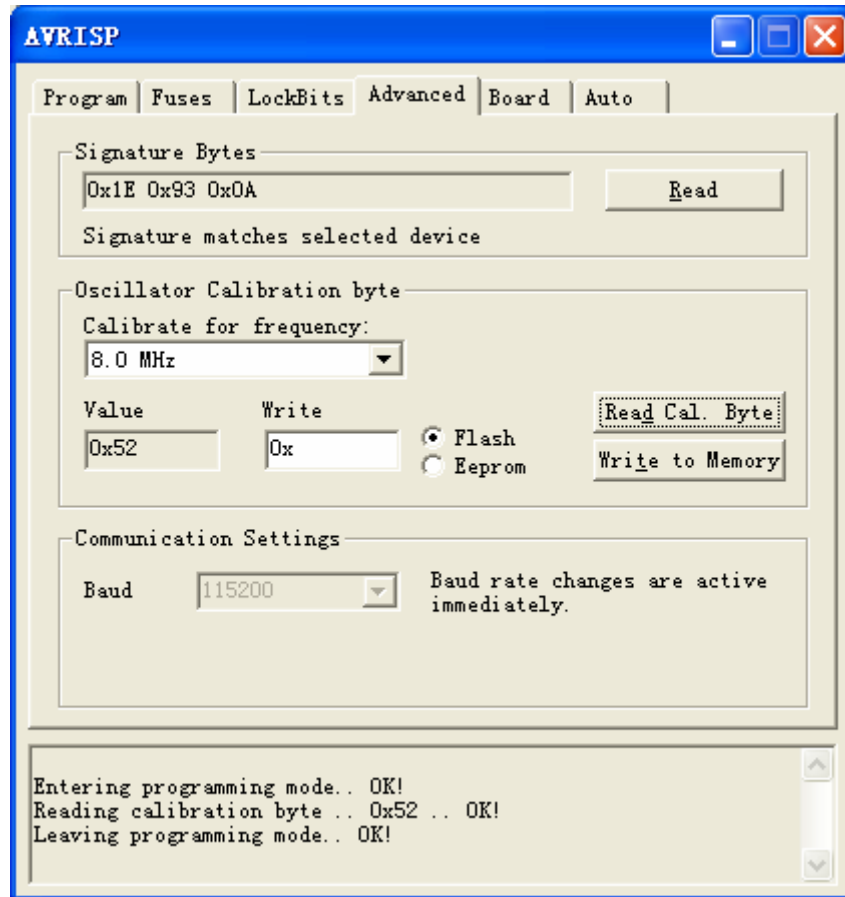 AVRISP
Program Fuses LockBits Advanced Board Auto
Signature Bytes
0x1E 0x93 0x0A Read
Signature matches selected device
Oscillator Calibration byte
Calibrate for frequency:
8.0 MHz
Value Write
0x52 0x Flash Read Cal. Byte
Eeprom Write to Memory
Communication Settings
Baud 115200 Baud rate changes are active
immediately.
Entering programming mode.. OK!
Reading calibration byte .. 0x52 .. OK!
Leaving programming mode.. OK!